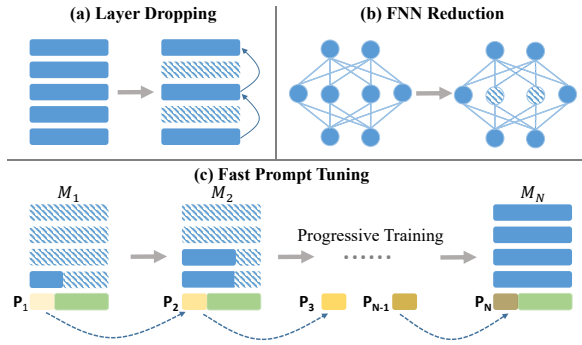 (a) Layer Dropping
(b) FNN Reduction
(c) Fast Prompt Tuning
M1
M2
MN
Progressive Training
......
P1
P2
P3
PN-1
PN